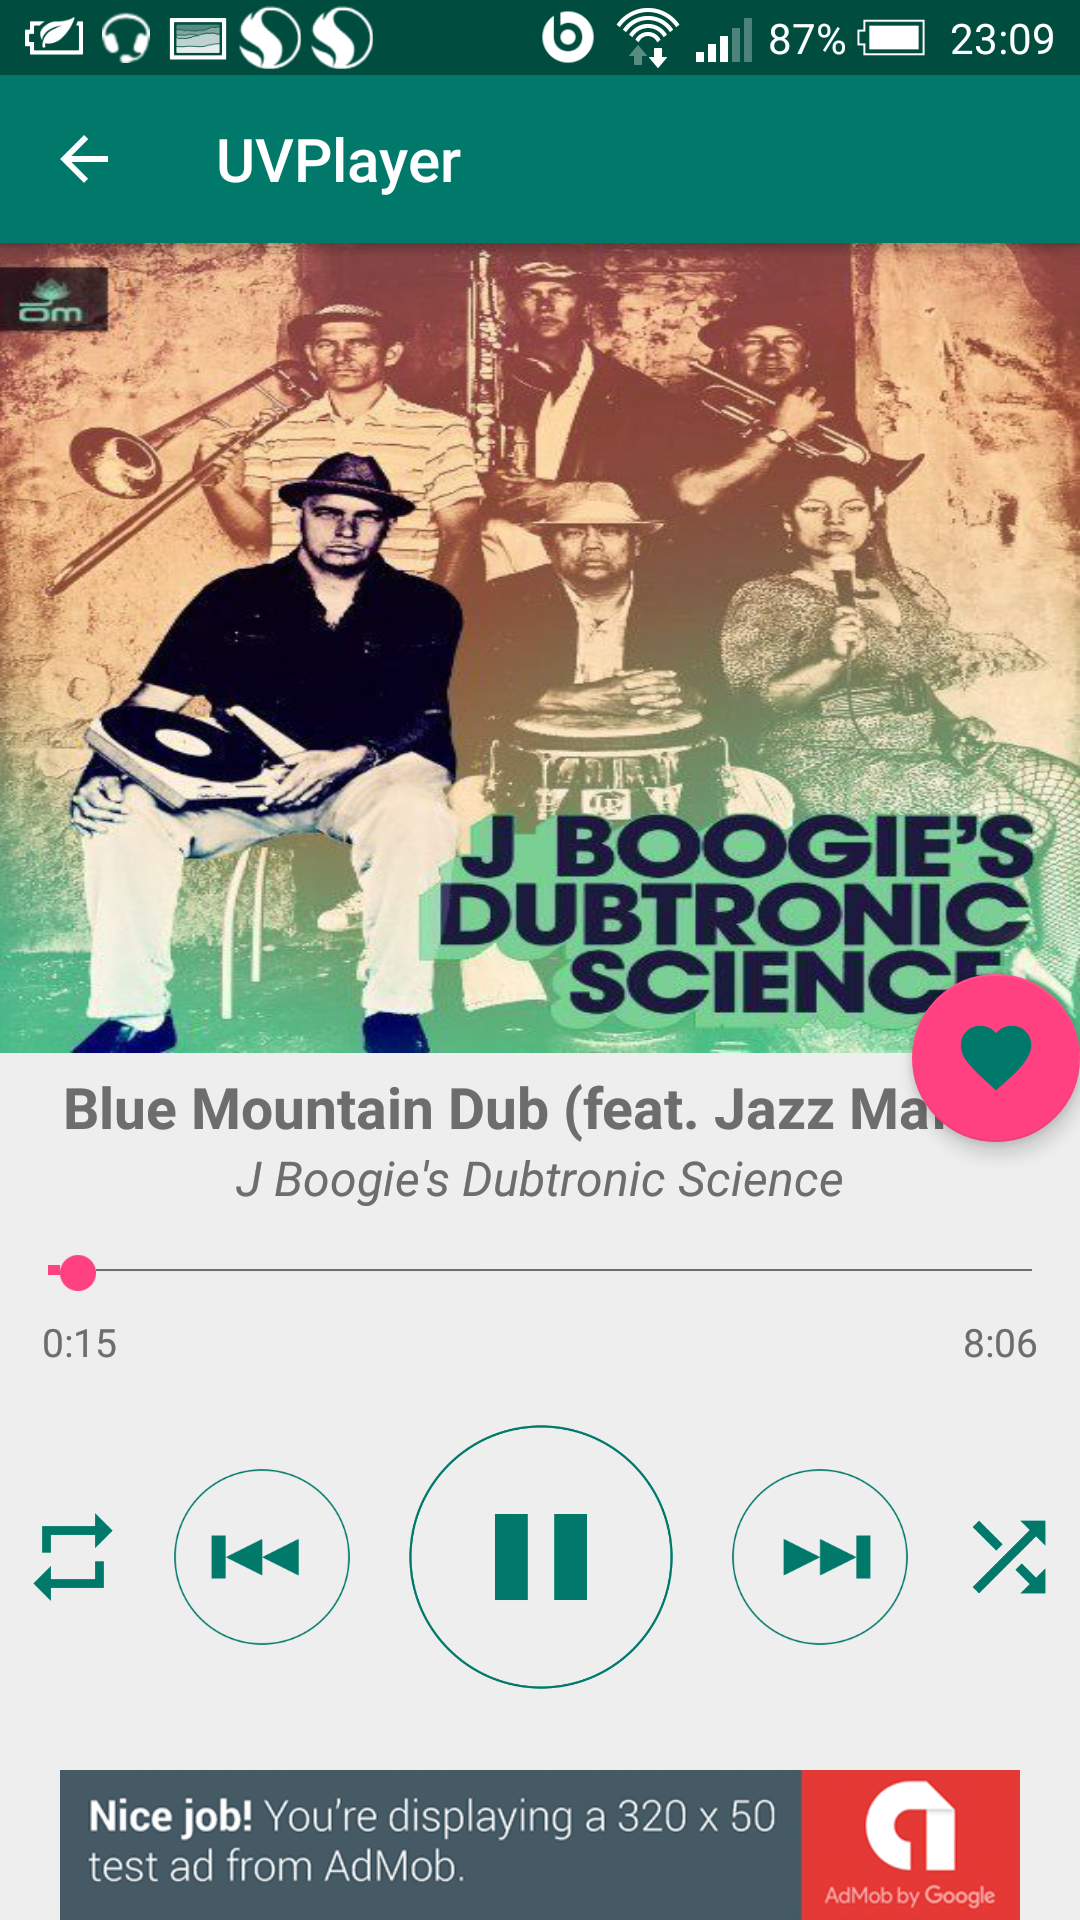 87% 23:09
UVPlayer
Om
J BOOGIE'S
DUBTRONIC
SCIENCE
Blue Mountain Dub (feat. Jazz Ma
J Boogie's Dubtronic Science
0:15 8:06
Nice job! You're displaying a 320 x 50
test ad from AdMob.
AdMob by Google